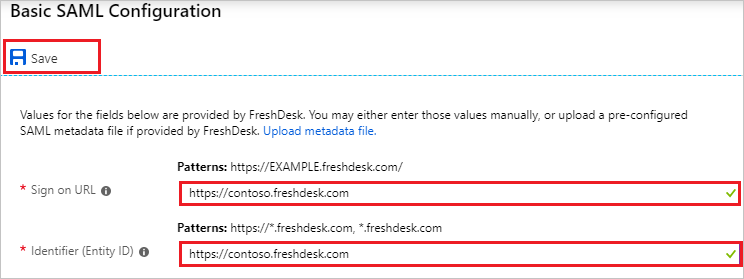 Basic SAML Configuration
Save
Values for the fields below are provided by FreshDesk. You may either enter those values manually, or upload a pre-configured
SAML metadata file if provided by FreshDesk. Upload metadata file.
Patterns: https://EXAMPLE.freshdesk.com/
* Sign on URL
https://contoso.freshdesk.com
Patterns: https://*.freshdesk.com, *.freshdesk.com
* Identifier (Entity ID)
https://contoso.freshdesk.com